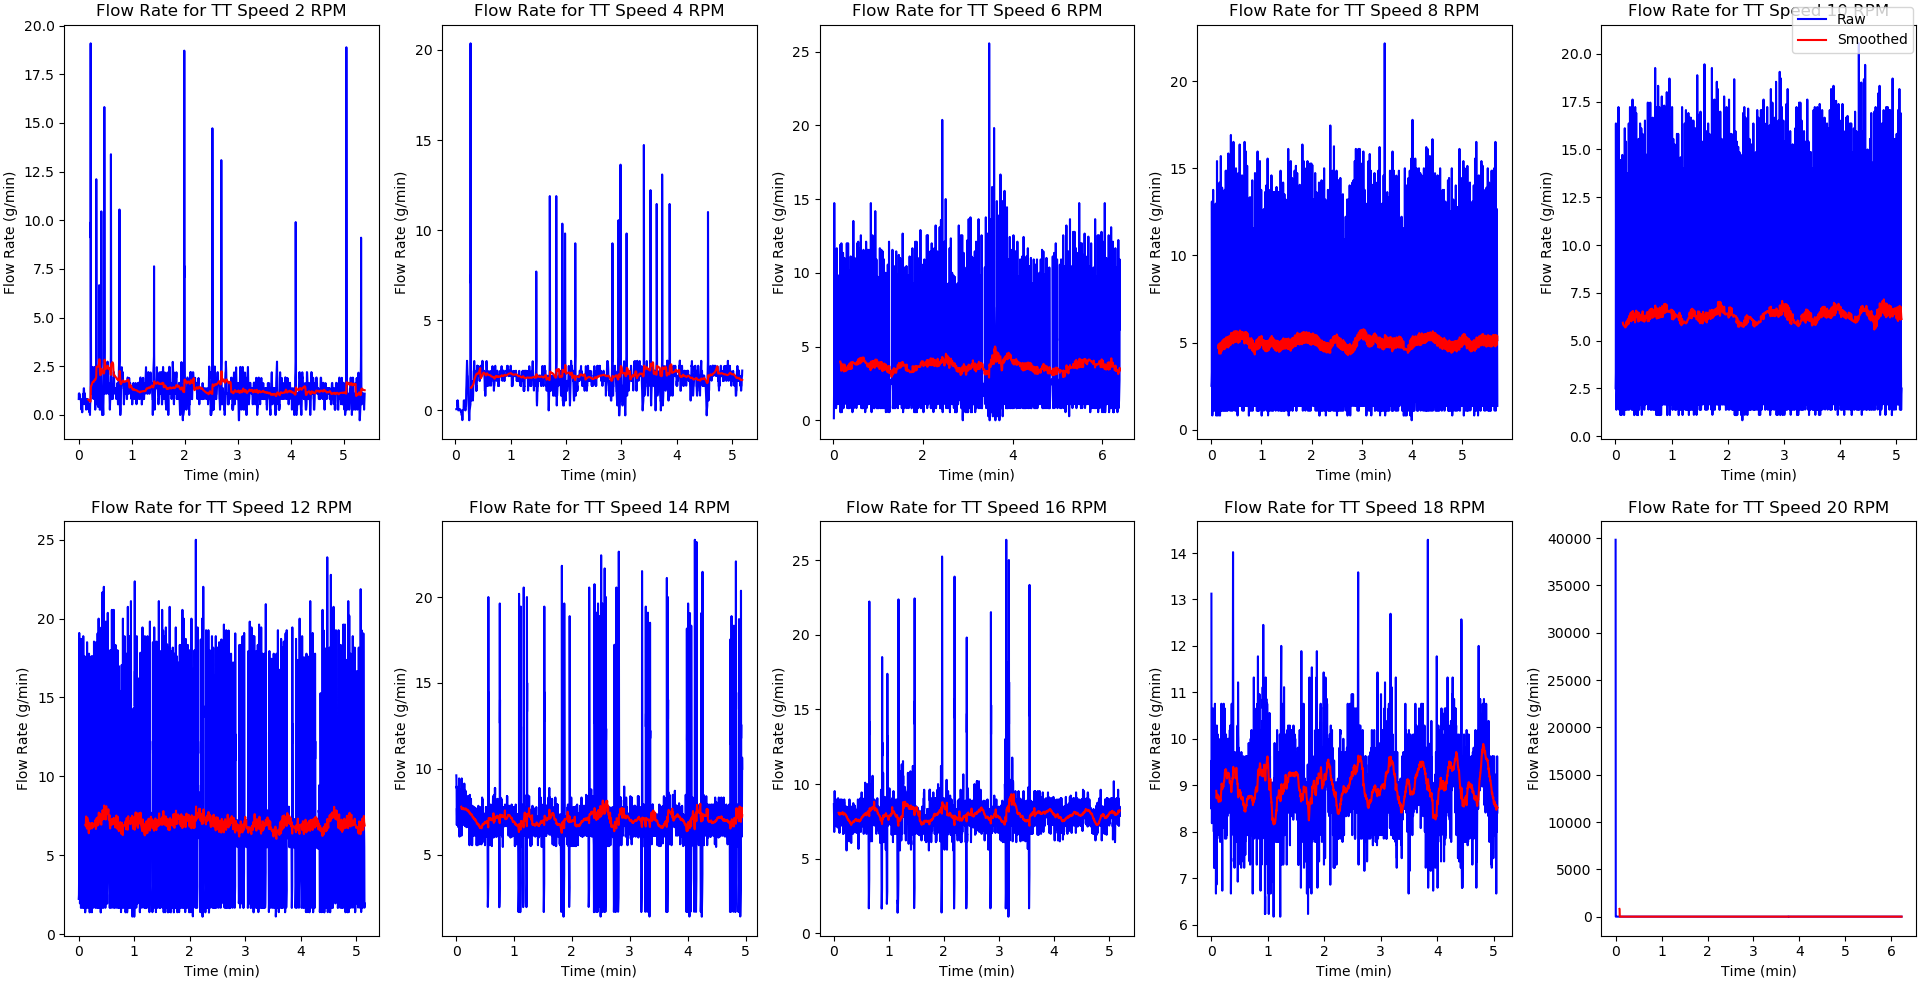 Flow Rate for TT Speed 2 RPM
Flow Rate for TT Speed 4 RPM
Flow Rate for TT Speed 6 RPM
Flow Rate for TT Speed 8 RPM
Flow Rate for TT Speed 10 RPM
Raw
Smoothed
Flow Rate (g/min)
20.0
17.5
15.0
12.5
10.0
7.5
5.0
2.5
0.0
0 1 2 3 4 5
Time (min)
Flow Rate (g/min)
20
15
10
5
0
0 1 2 3 4 5
Time (min)
Flow Rate (g/min)
25
20
15
10
5
0
0 2 4 6
Time (min)
Flow Rate (g/min)
20
15
10
5
0
0 1 2 3 4 5
Time (min)
Flow Rate (g/min)
20.0
17.5
15.0
12.5
10.0
7.5
5.0
2.5
0.0
0 1 2 3 4 5
Time (min)
Flow Rate for TT Speed 12 RPM
Flow Rate for TT Speed 14 RPM
Flow Rate for TT Speed 16 RPM
Flow Rate for TT Speed 18 RPM
Flow Rate for TT Speed 20 RPM
Flow Rate (g/min)
25
20
15
10
5
0
0 1 2 3 4 5
Time (min)
Flow Rate (g/min)
20
15
10
5
0 1 2 3 4 5
Time (min)
Flow Rate (g/min)
25
20
15
10
5
0
0 1 2 3 4 5
Time (min)
Flow Rate (g/min)
14
13
12
11
10
9
8
7
6
0 1 2 3 4 5
Time (min)
Flow Rate (g/min)
40000
35000
30000
25000
20000
15000
10000
5000
0
0 1 2 3 4 5 6
Time (min)